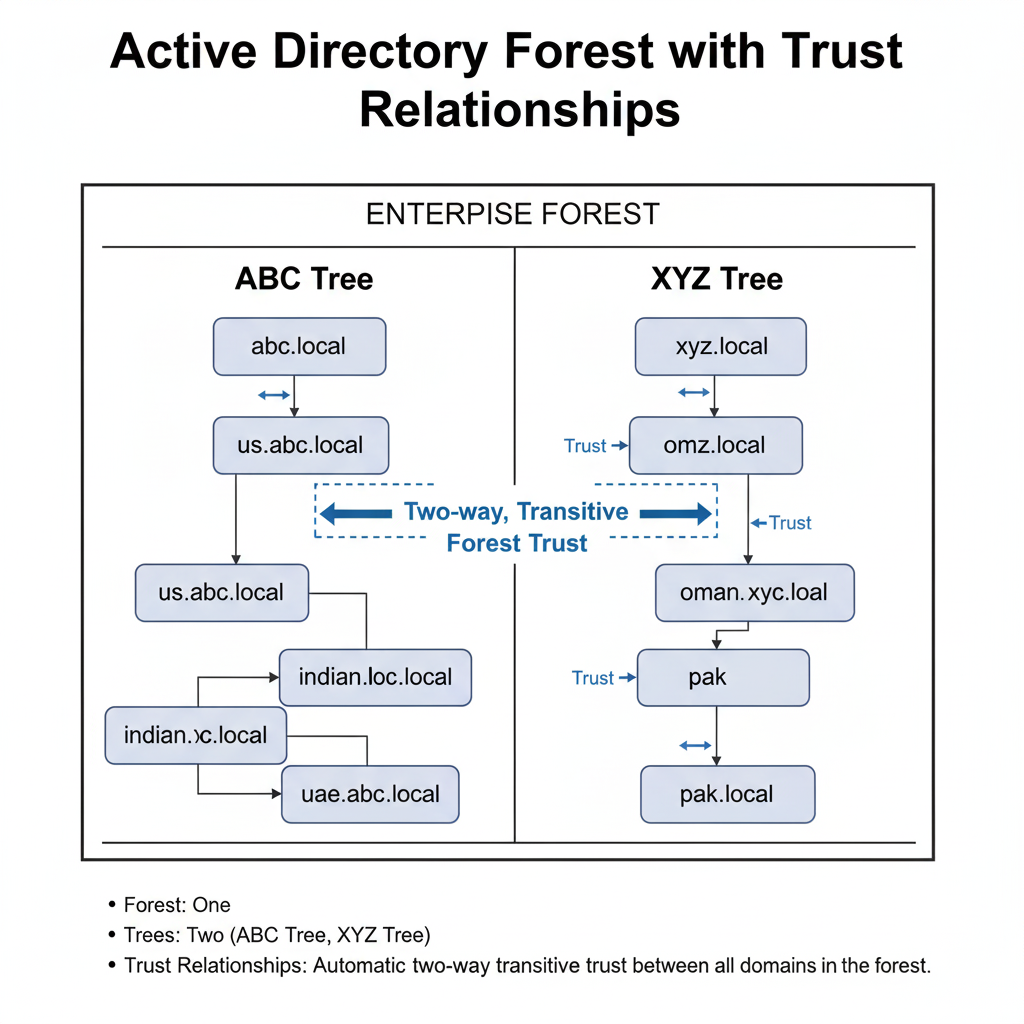 Active Directory Forest with Trust
Relationships
ENTERPISE FOREST
ABC Tree
abc.local
us.abc.local
us.abc.local
indian.loc.local
indian.xc.local
uae.abc.local
Two-way, Transitive
Forest Trust
XYZ Tree
xyz.local
Trust
omz.local
Trust
oman.xyc.loal
Trust
pak
pak.local
• Forest: One
• Trees: Two (ABC Tree, XYZ Tree)
• Trust Relationships: Automatic two-way transitive trust between all domains in the forest.